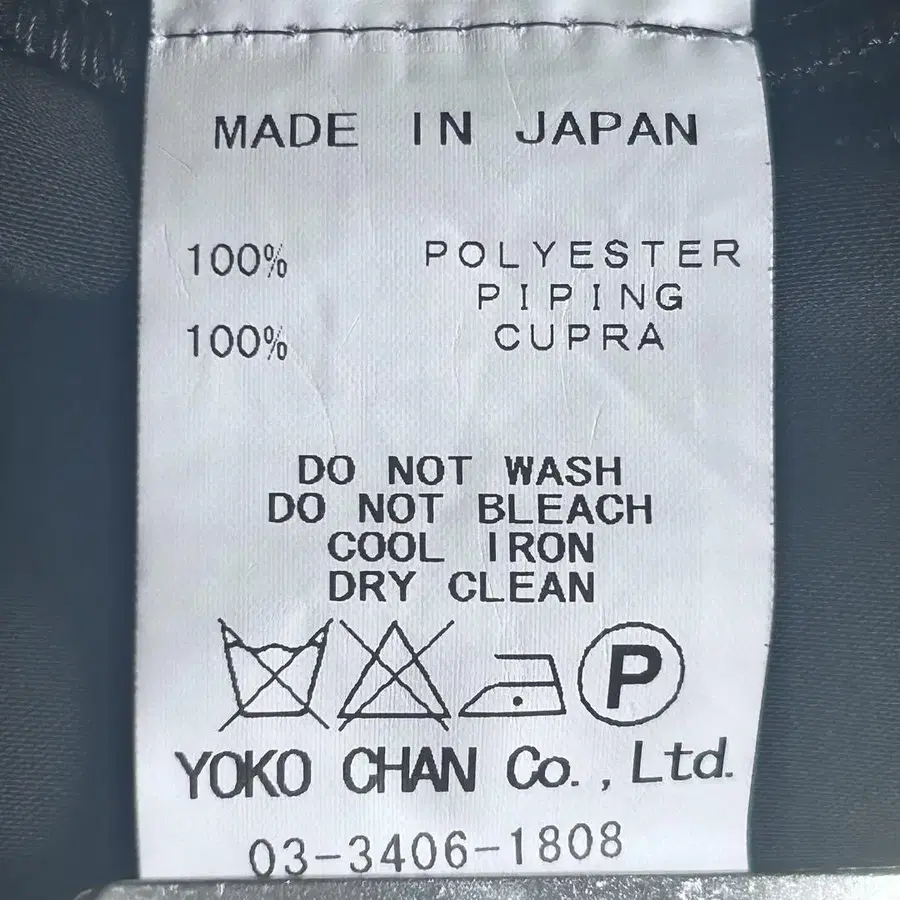 MADE IN JAPAN
100% POLYESTER
PIPING
100% CUPRA
DO NOT WASH
DO NOT BLEACH
COOL IRON
DRY CLEAN
P
YOKO CHAN Co., Ltd.
03-3406-1808